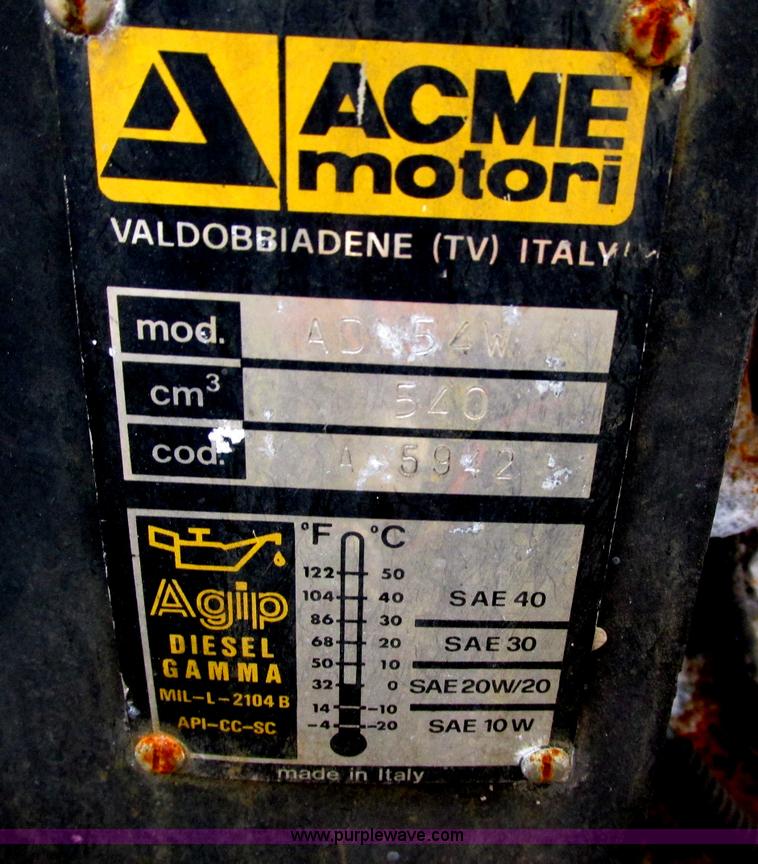 ACME
motori
VALDOBBIADENE (TV) ITALY
mod. AD 54W
cm³ 540
cod. A 5942
°F °C
122 50
104 40
86 30
68 20
50 10
32 0
14 -10
-4 -20
SAE 40
SAE 30
SAE 20W/20
SAE 10W
Agip
DIESEL
GAMMA
MIL-L-2104 B
API-CC-SC
made in Italy
www.purplewave.com